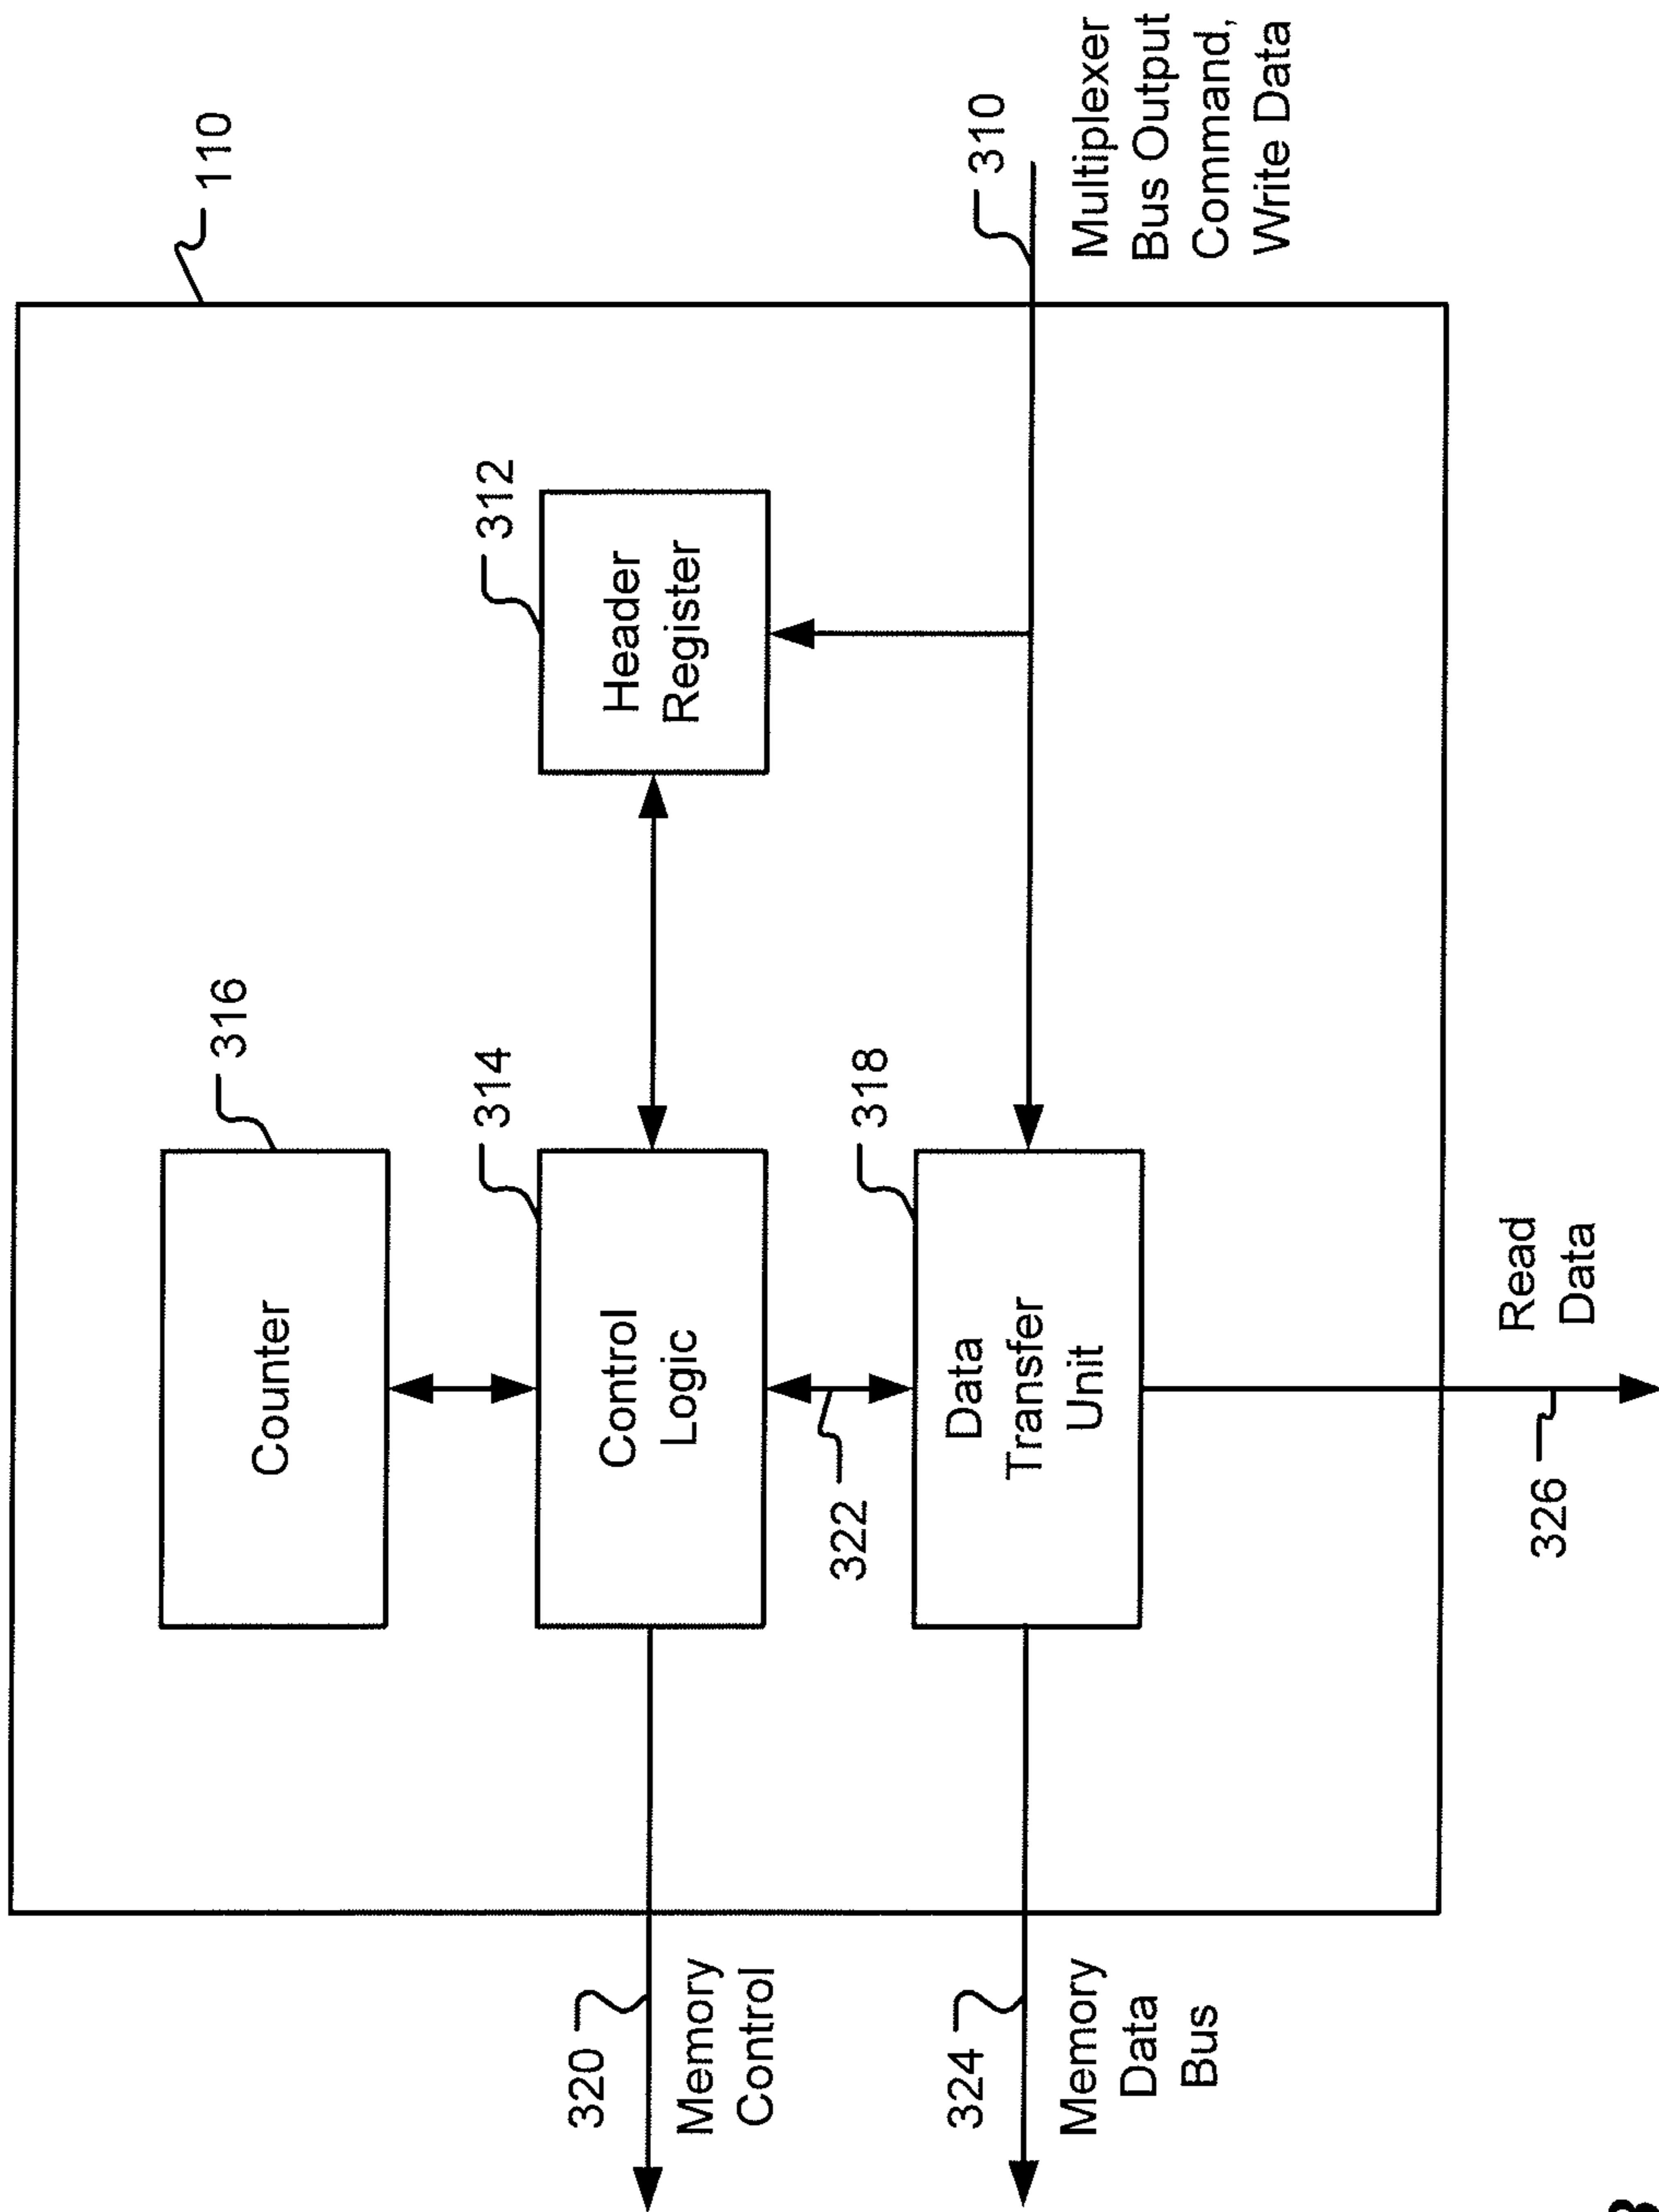 110
316
Counter
314
312
320
Control
Logic
Header
Register
Memory
Control
322
318
324
310
Data
Transfer
Unit
Memory
Data
Bus
Multiplexer
Bus Output
Command,
Write Data
326
Read
Data